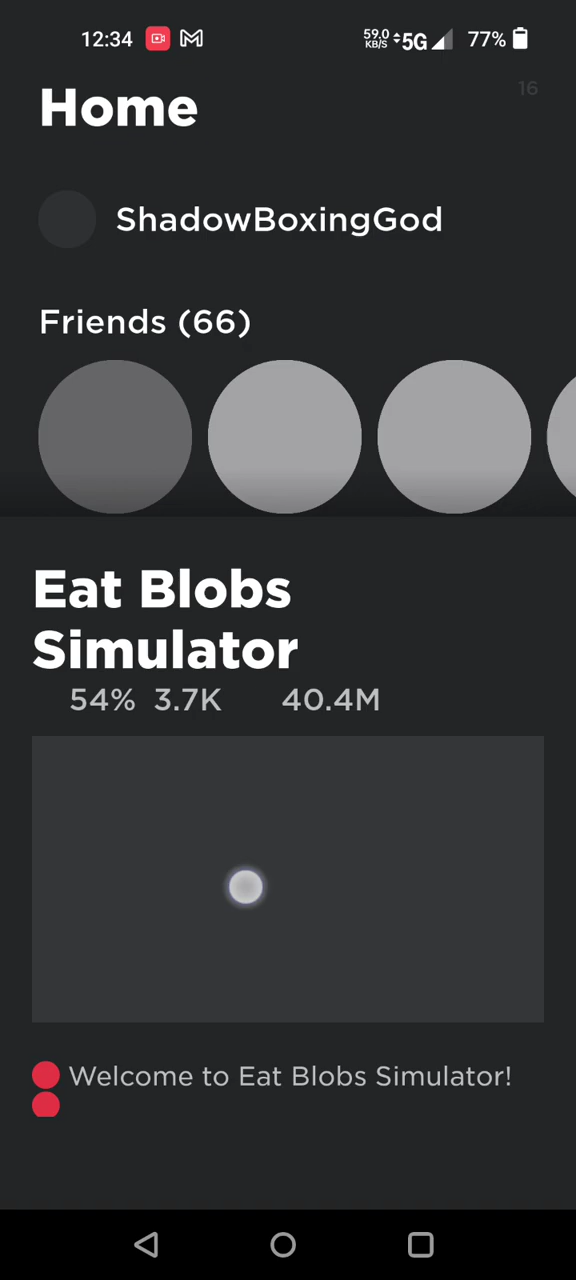 12:34
59.0 KB/S 5G 77%
16
Home
ShadowBoxingGod
Friends (66)
Eat Blobs
Simulator
54% 3.7K 40.4M
Welcome to Eat Blobs Simulator!